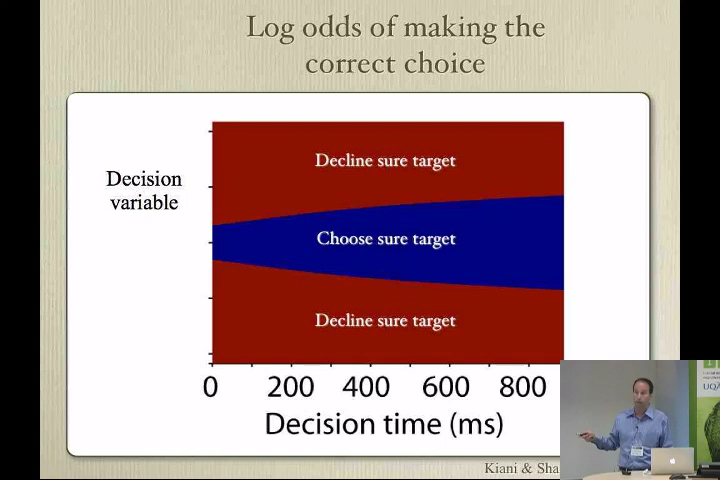 Log odds of making the
correct choice
Decision
variable
Decline sure target
Choose sure target
Decline sure target
0 200 400 600 800
Decision time (ms)
Kiani & Sha
UQÀ